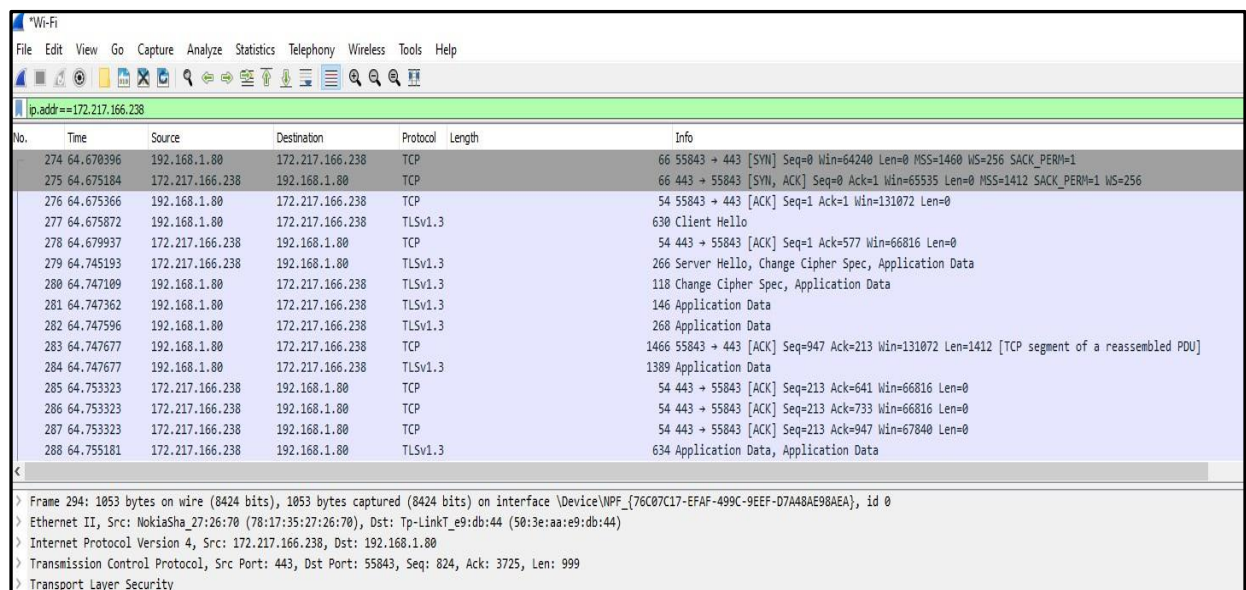 *Wi-Fi
File Edit View Go Capture Analyze Statistics Telephony Wireless Tools Help
ip.addr==172.217.166.238
No. Time Source Destination Protocol Length Info
274 64.670396 192.168.1.80 172.217.166.238 TCP 66 55843 → 443 [SYN] Seq=0 Win=64240 Len=0 MSS=1460 WS=256 SACK_PERM=1
275 64.675184 172.217.166.238 192.168.1.80 TCP 66 443 → 55843 [SYN, ACK] Seq=0 Ack=1 Win=65535 Len=0 MSS=1412 SACK_PERM=1 WS=256
276 64.675366 192.168.1.80 172.217.166.238 TCP 54 55843 → 443 [ACK] Seq=1 Ack=1 Win=131072 Len=0
277 64.675872 192.168.1.80 172.217.166.238 TLSv1.3 630 Client Hello
278 64.679937 172.217.166.238 192.168.1.80 TCP 54 443 → 55843 [ACK] Seq=1 Ack=577 Win=66816 Len=0
279 64.745193 172.217.166.238 192.168.1.80 TLSv1.3 266 Server Hello, Change Cipher Spec, Application Data
280 64.747109 192.168.1.80 172.217.166.238 TLSv1.3 118 Change Cipher Spec, Application Data
281 64.747362 192.168.1.80 172.217.166.238 TLSv1.3 146 Application Data
282 64.747596 192.168.1.80 172.217.166.238 TLSv1.3 268 Application Data
283 64.747677 192.168.1.80 172.217.166.238 TCP 1466 55843 → 443 [ACK] Seq=947 Ack=213 Win=131072 Len=1412 [TCP segment of a reassembled PDU]
284 64.747677 192.168.1.80 172.217.166.238 TLSv1.3 1389 Application Data
285 64.753323 172.217.166.238 192.168.1.80 TCP 54 443 → 55843 [ACK] Seq=213 Ack=641 Win=66816 Len=0
286 64.753323 172.217.166.238 192.168.1.80 TCP 54 443 → 55843 [ACK] Seq=213 Ack=733 Win=66816 Len=0
287 64.753323 172.217.166.238 192.168.1.80 TCP 54 443 → 55843 [ACK] Seq=213 Ack=947 Win=67840 Len=0
288 64.755181 172.217.166.238 192.168.1.80 TLSv1.3 634 Application Data, Application Data
Frame 294: 1053 bytes on wire (8424 bits), 1053 bytes captured (8424 bits) on interface \Device\NPF_{76C07C17-EFAF-499C-9EEF-D7A48AE98AEA}, id 0
Ethernet II, Src: NokiaSha_27:26:70 (78:17:35:27:26:70), Dst: Tp-LinkT_e9:db:44 (50:3e:aa:e9:db:44)
Internet Protocol Version 4, Src: 172.217.166.238, Dst: 192.168.1.80
Transmission Control Protocol, Src Port: 443, Dst Port: 55843, Seq: 824, Ack: 3725, Len: 999
Transport Layer Security